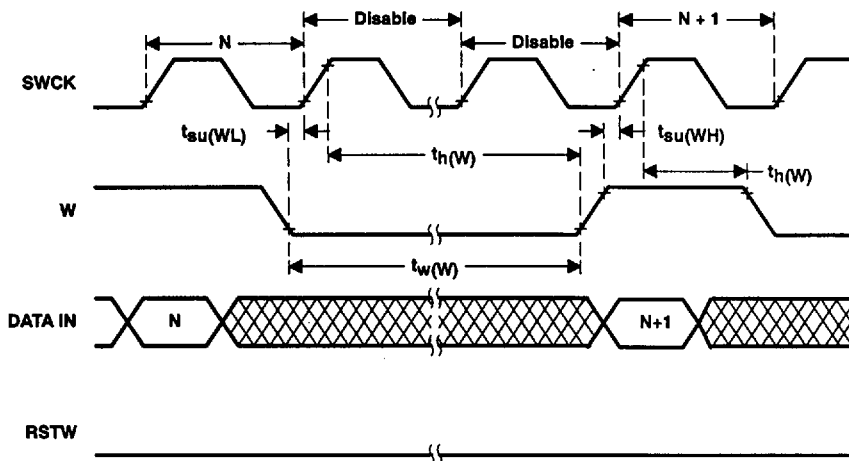 Disable
N
Disable
N + 1
SWCK
tsu(WL)
th(W)
tsu(WH)
th(W)
W
tw(W)
DATA IN
N
N+1
RSTW